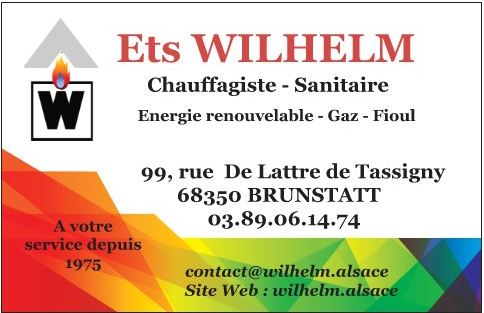 Ets WILHELM
W
Chauffagiste - Sanitaire
Energie renouvelable - Gaz - Fioul
99, rue De Lattre de Tassigny
68350 BRUNSTATT
03.89.06.14.74
A votre
service depuis
1975
contact@wilhelm.alsace
Site Web : wilhelm.alsace